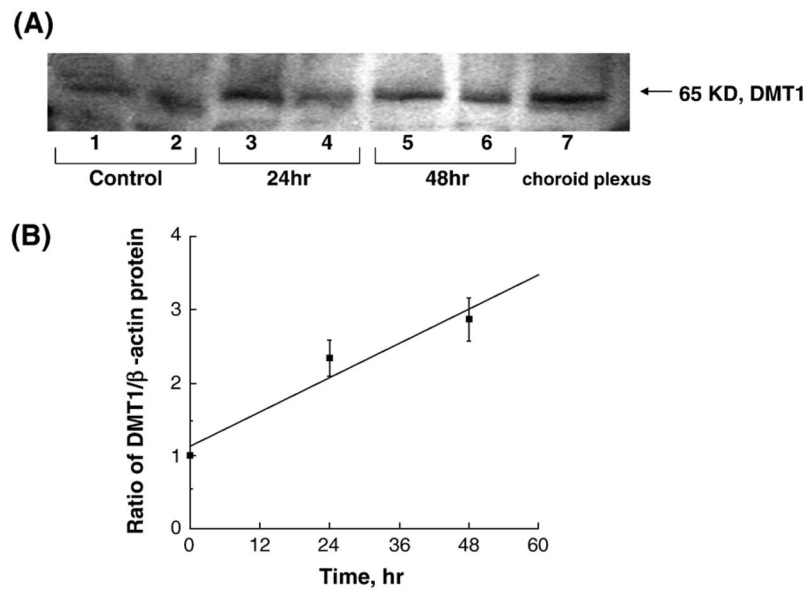 (A)
65 KD, DMT1
1 2 3 4 5 6 7
Control 24hr 48hr choroid plexus
(B)
Ratio of DMT1/β -actin protein
4
3
2
1
0
0 12 24 36 48 60
Time, hr